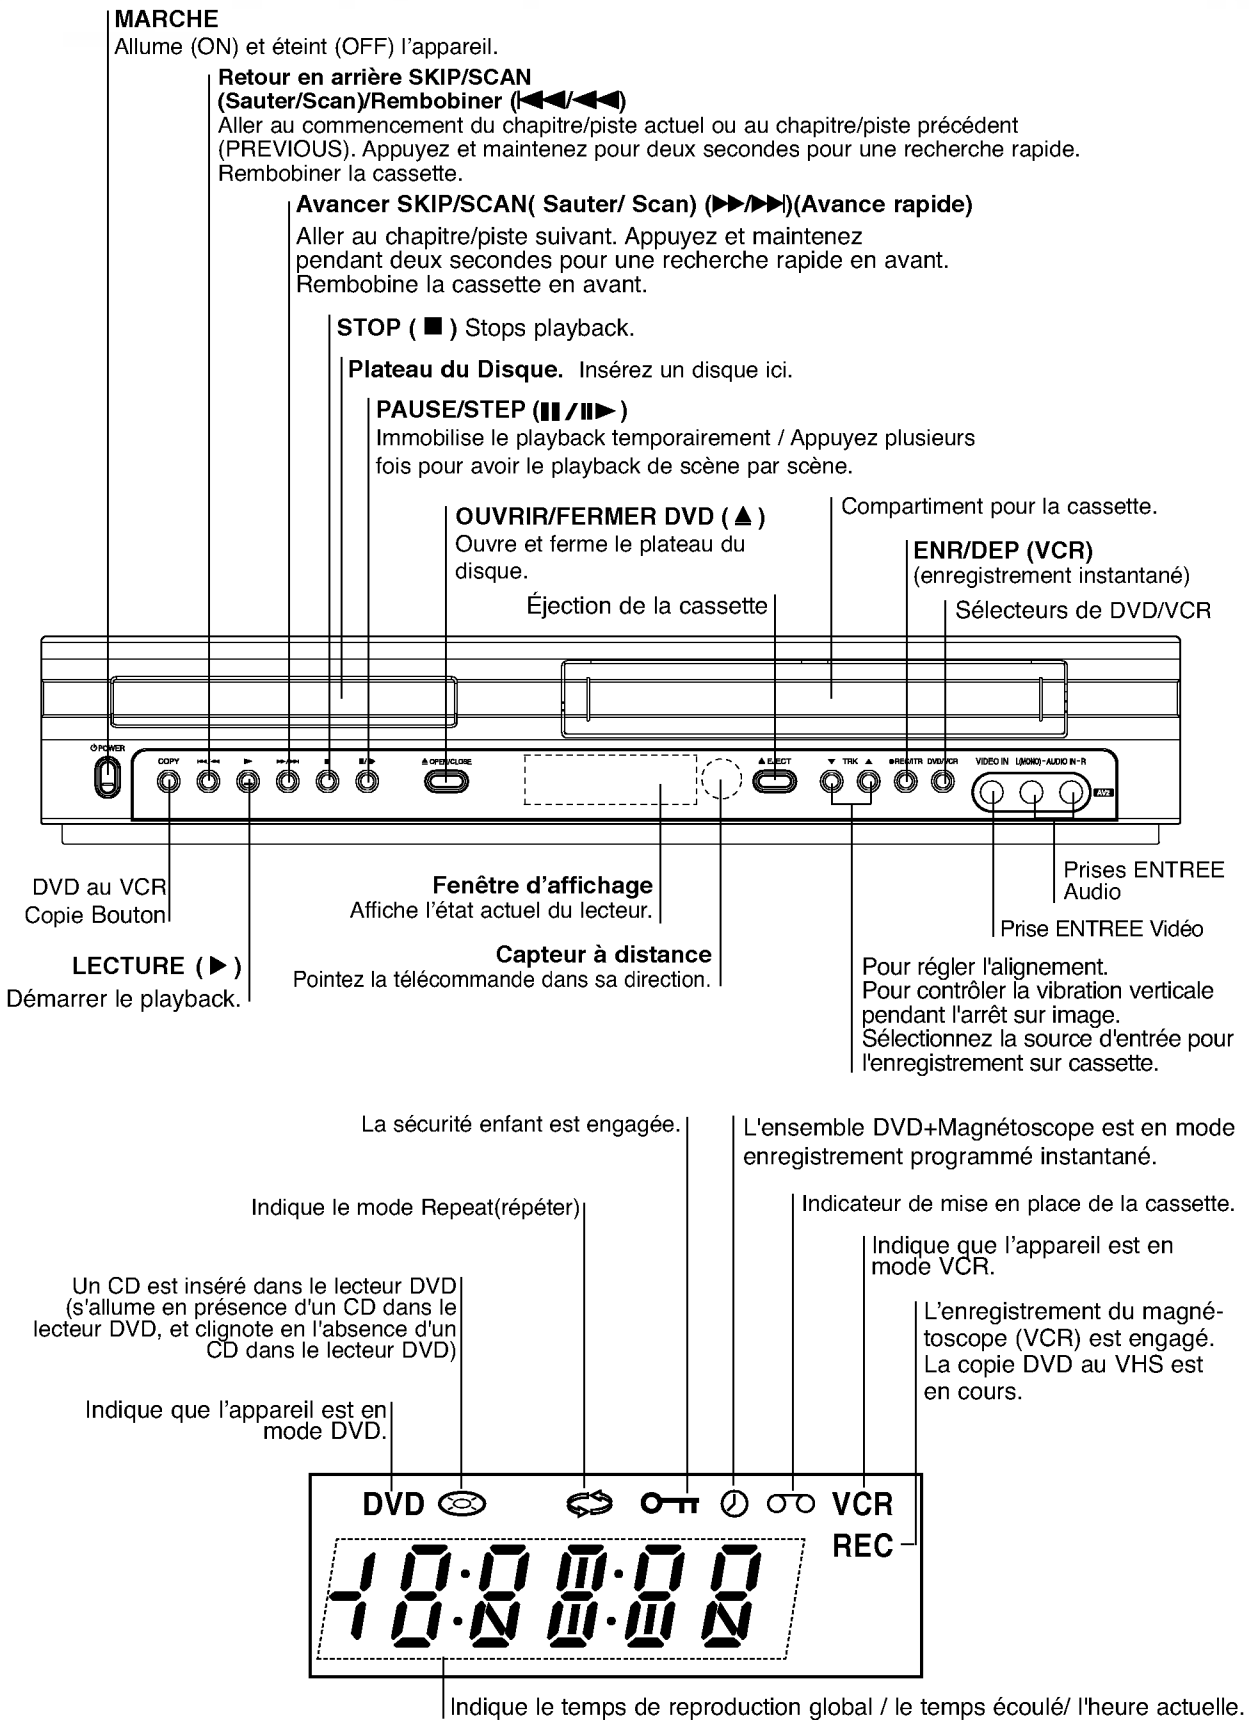 MARCHE
Allume (ON) et éteint (OFF) l'appareil.
Retour en arrière SKIP/SCAN
(Sauter/Scan)/Rembobiner (|◀◀/◀◀)
Aller au commencement du chapitre/piste actuel ou au chapitre/piste précédent
(PREVIOUS). Appuyez et maintenez pour deux secondes pour une recherche rapide.
Rembobiner la cassette.
Avancer SKIP/SCAN( Sauter/ Scan) (▶▶/▶▶|)(Avance rapide)
Aller au chapitre/piste suivant. Appuyez et maintenez
pendant deux secondes pour une recherche rapide en avant.
Rembobine la cassette en avant.
STOP ( ■ ) Stops playback.
Plateau du Disque. Insérez un disque ici.
PAUSE/STEP (❚❚ /❚❚▶ )
Immobilise le playback temporairement / Appuyez plusieurs
fois pour avoir le playback de scène par scène.
OUVRIR/FERMER DVD ( ▲ )
Ouvre et ferme le plateau du
disque.
Compartiment pour la cassette.
ENR/DEP (VCR)
(enregistrement instantané)
Éjection de la cassette
Sélecteurs de DVD/VCR
POWER
COPY
▲ OPEN/CLOSE
▲ EJECT
▼ TRK ▲
●REC/ITR
DVD/VCR
VIDEO IN
L(MONO)-AUDIO IN-R
AV2
DVD au VCR
Copie Bouton
LECTURE ( ▶ )
Démarrer le playback.
Fenêtre d'affichage
Affiche l'état actuel du lecteur.
Capteur à distance
Pointez la télécommande dans sa direction.
Prises ENTREE
Audio
Prise ENTREE Vidéo
Pour régler l'alignement.
Pour contrôler la vibration verticale
pendant l'arrêt sur image.
Sélectionnez la source d'entrée pour
l'enregistrement sur cassette.
La sécurité enfant est engagée.
L'ensemble DVD+Magnétoscope est en mode
enregistrement programmé instantané.
Indique le mode Repeat(répéter)
Indicateur de mise en place de la cassette.
Indique que l'appareil est en
mode VCR.
Un CD est inséré dans le lecteur DVD
(s'allume en présence d'un CD dans le
lecteur DVD, et clignote en l'absence d'un
CD dans le lecteur DVD)
L'enregistrement du magné-
toscope (VCR) est engagé.
La copie DVD au VHS est
en cours.
Indique que l'appareil est en
mode DVD.
DVD
VCR
REC
Indique le temps de reproduction global / le temps écoulé/ l'heure actuelle.